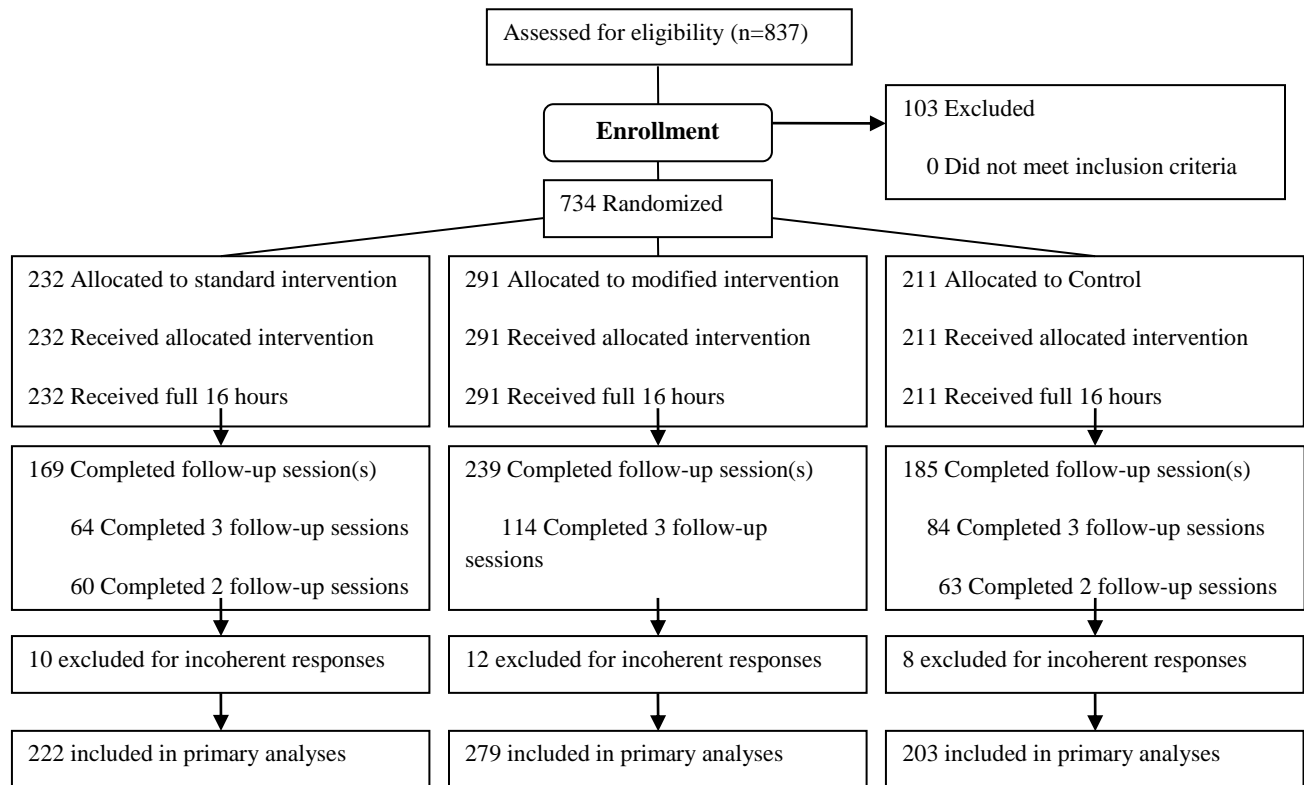 Assessed for eligibility (n=837)
Enrollment
103 Excluded
0 Did not meet inclusion criteria
734 Randomized
232 Allocated to standard intervention
232 Received allocated intervention
232 Received full 16 hours
291 Allocated to modified intervention
291 Received allocated intervention
291 Received full 16 hours
211 Allocated to Control
211 Received allocated intervention
211 Received full 16 hours
169 Completed follow-up session(s)
64 Completed 3 follow-up sessions
60 Completed 2 follow-up sessions
239 Completed follow-up session(s)
114 Completed 3 follow-up
sessions
185 Completed follow-up session(s)
84 Completed 3 follow-up sessions
63 Completed 2 follow-up sessions
10 excluded for incoherent responses
12 excluded for incoherent responses
8 excluded for incoherent responses
222 included in primary analyses
279 included in primary analyses
203 included in primary analyses